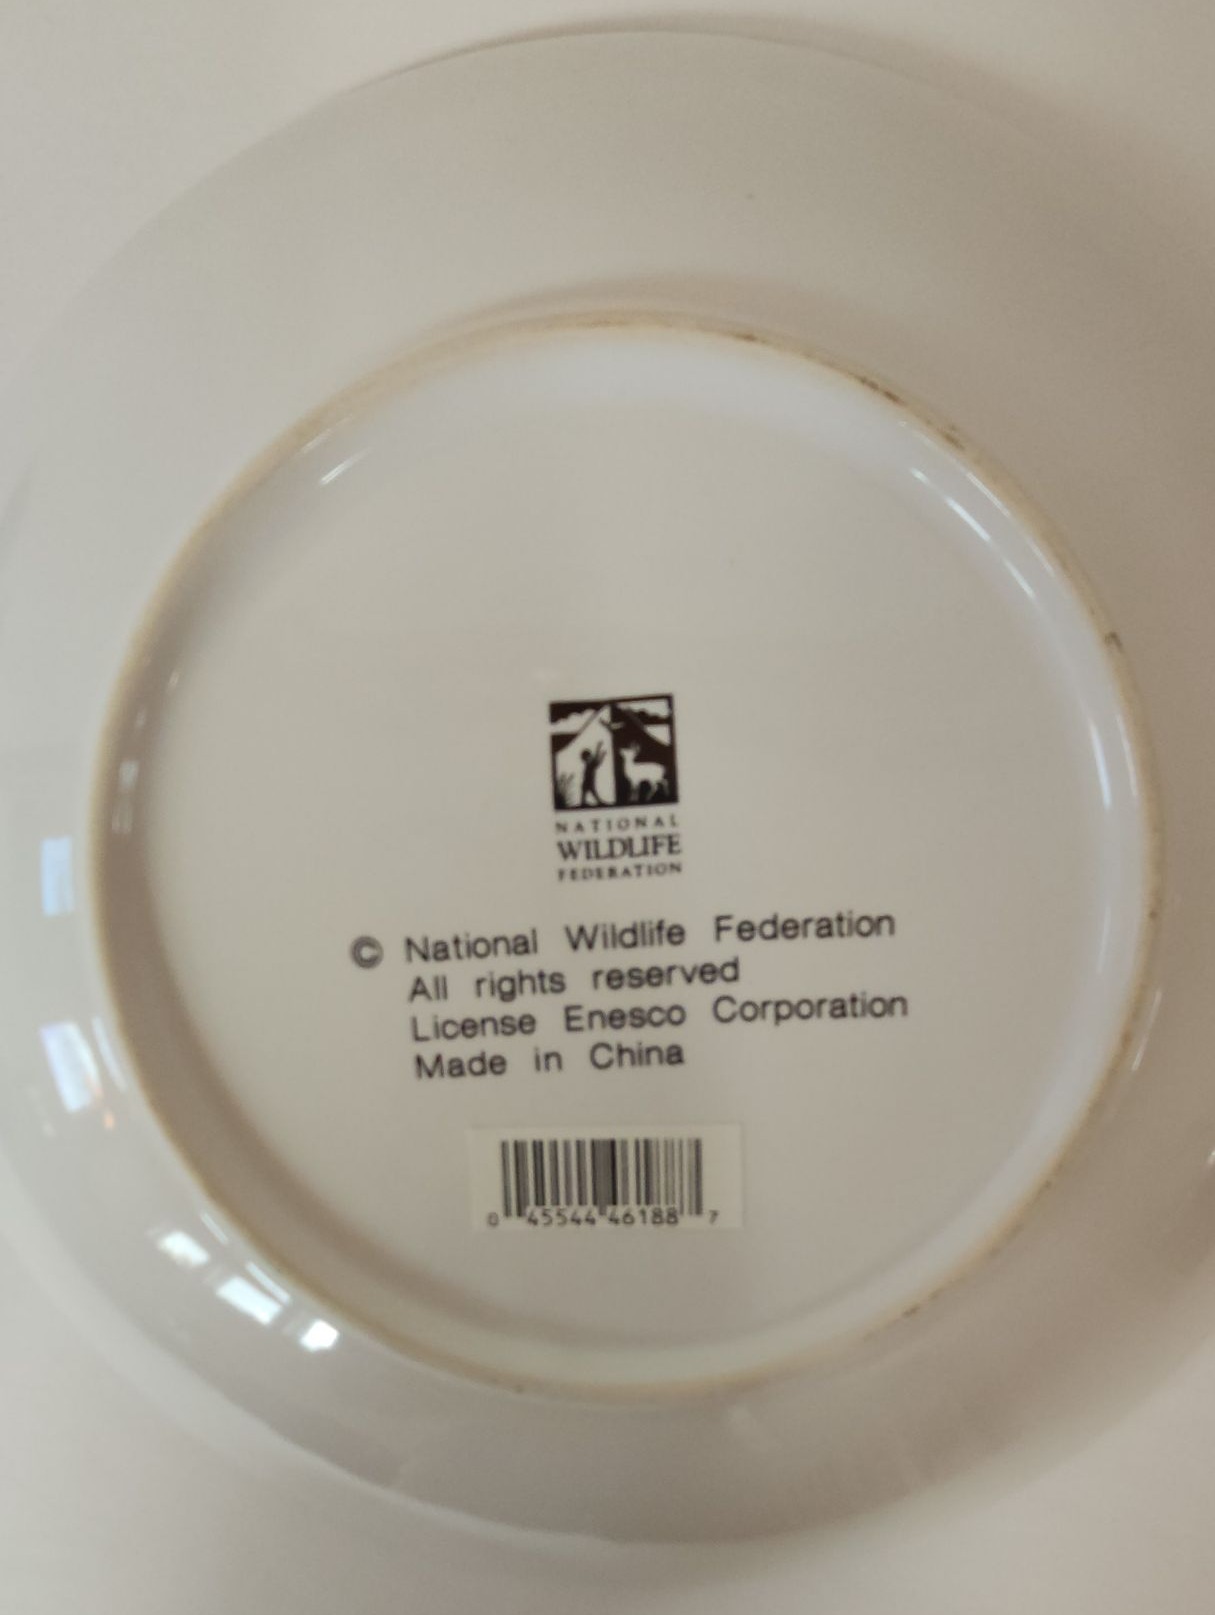 NATIONAL
WILDLIFE
FEDERATION
© National Wildlife Federation
All rights reserved
License Enesco Corporation
Made in China
0 45544 46188 7